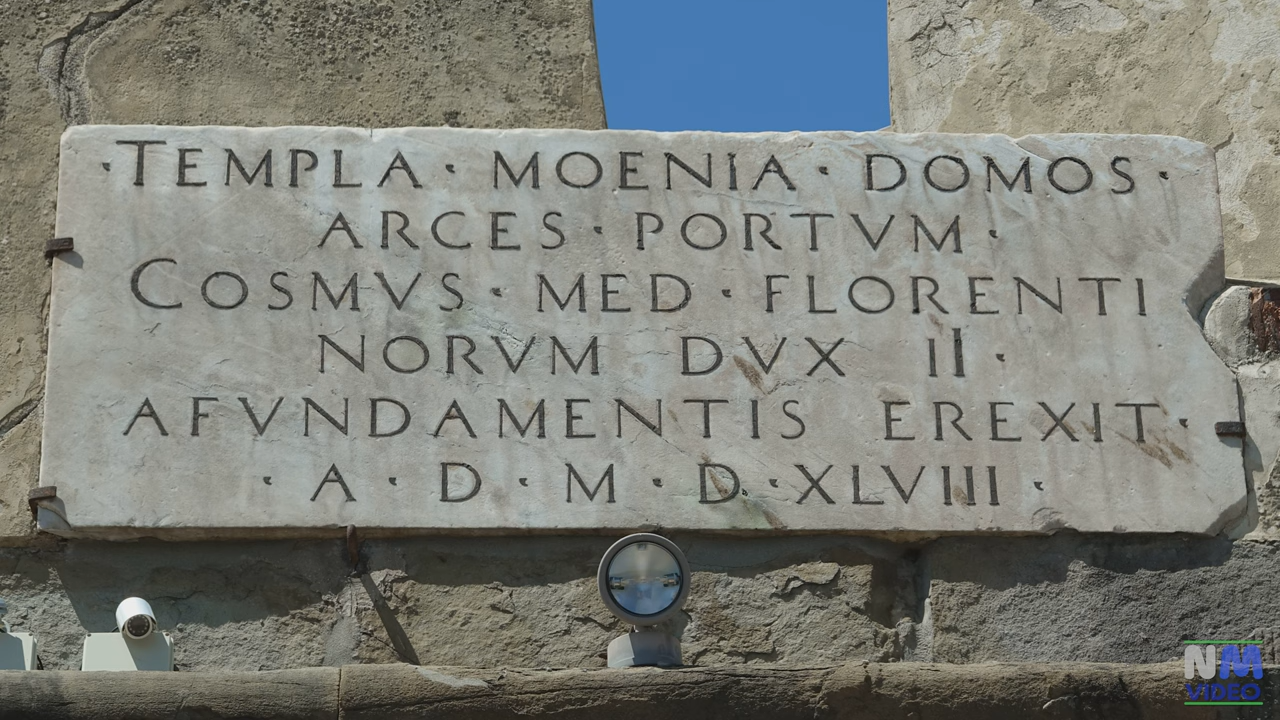 · TEMPLA · MOENIA · DOMOS ·
ARCES · PORTVM ·
COSMVS · MED · FLORENTI
NORVM DVX II ·
AFVNDAMENTIS EREXIT ·
· A · D · M · D · XLVIII ·
NM
VIDEO